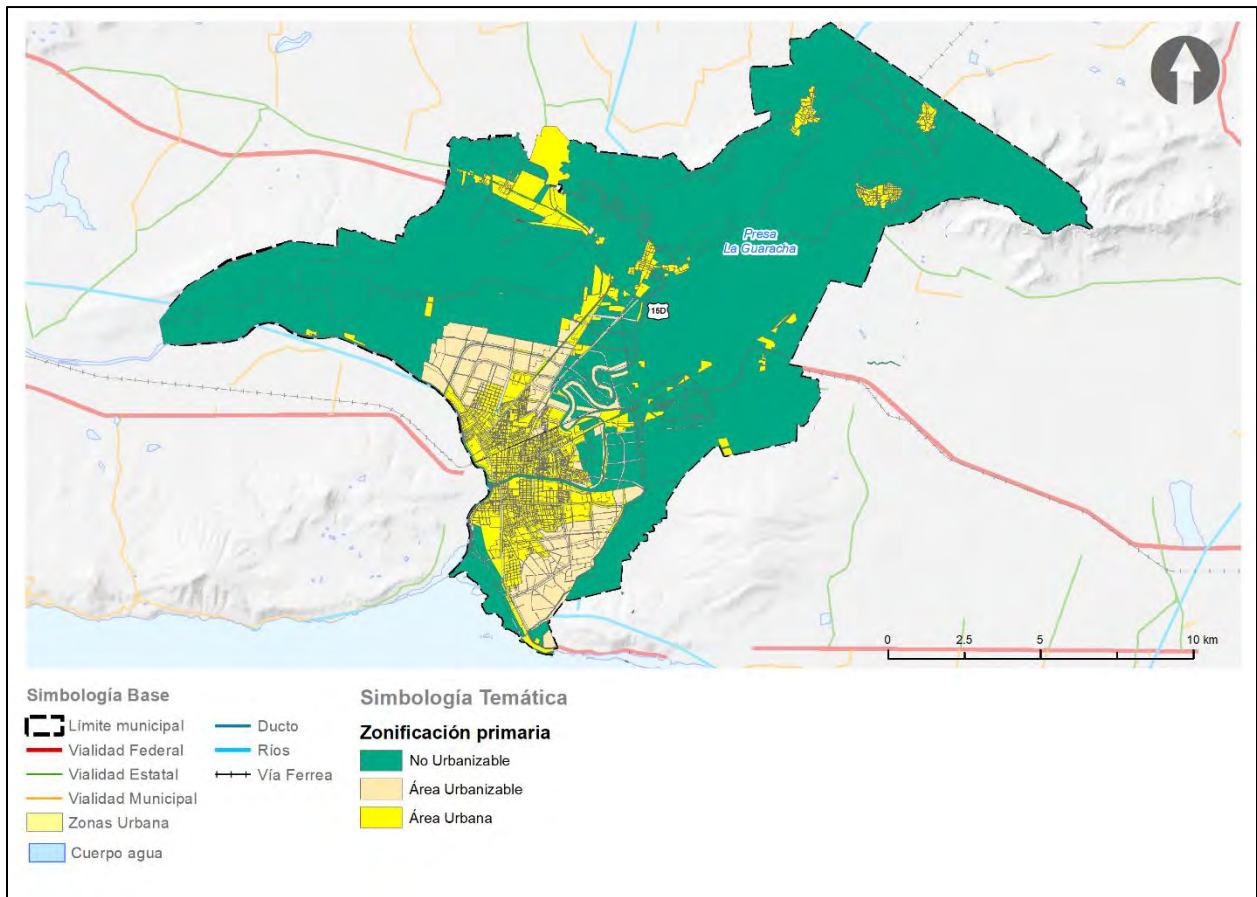 Presa
La Guaracha
15D
0 2.5 5 10 km
Simbología Base
Límite municipal
Vialidad Federal
Vialidad Estatal
Vialidad Municipal
Zonas Urbana
Cuerpo agua
Ducto
Ríos
Vía Ferrea
Simbología Temática
Zonificación primaria
No Urbanizable
Área Urbanizable
Área Urbana